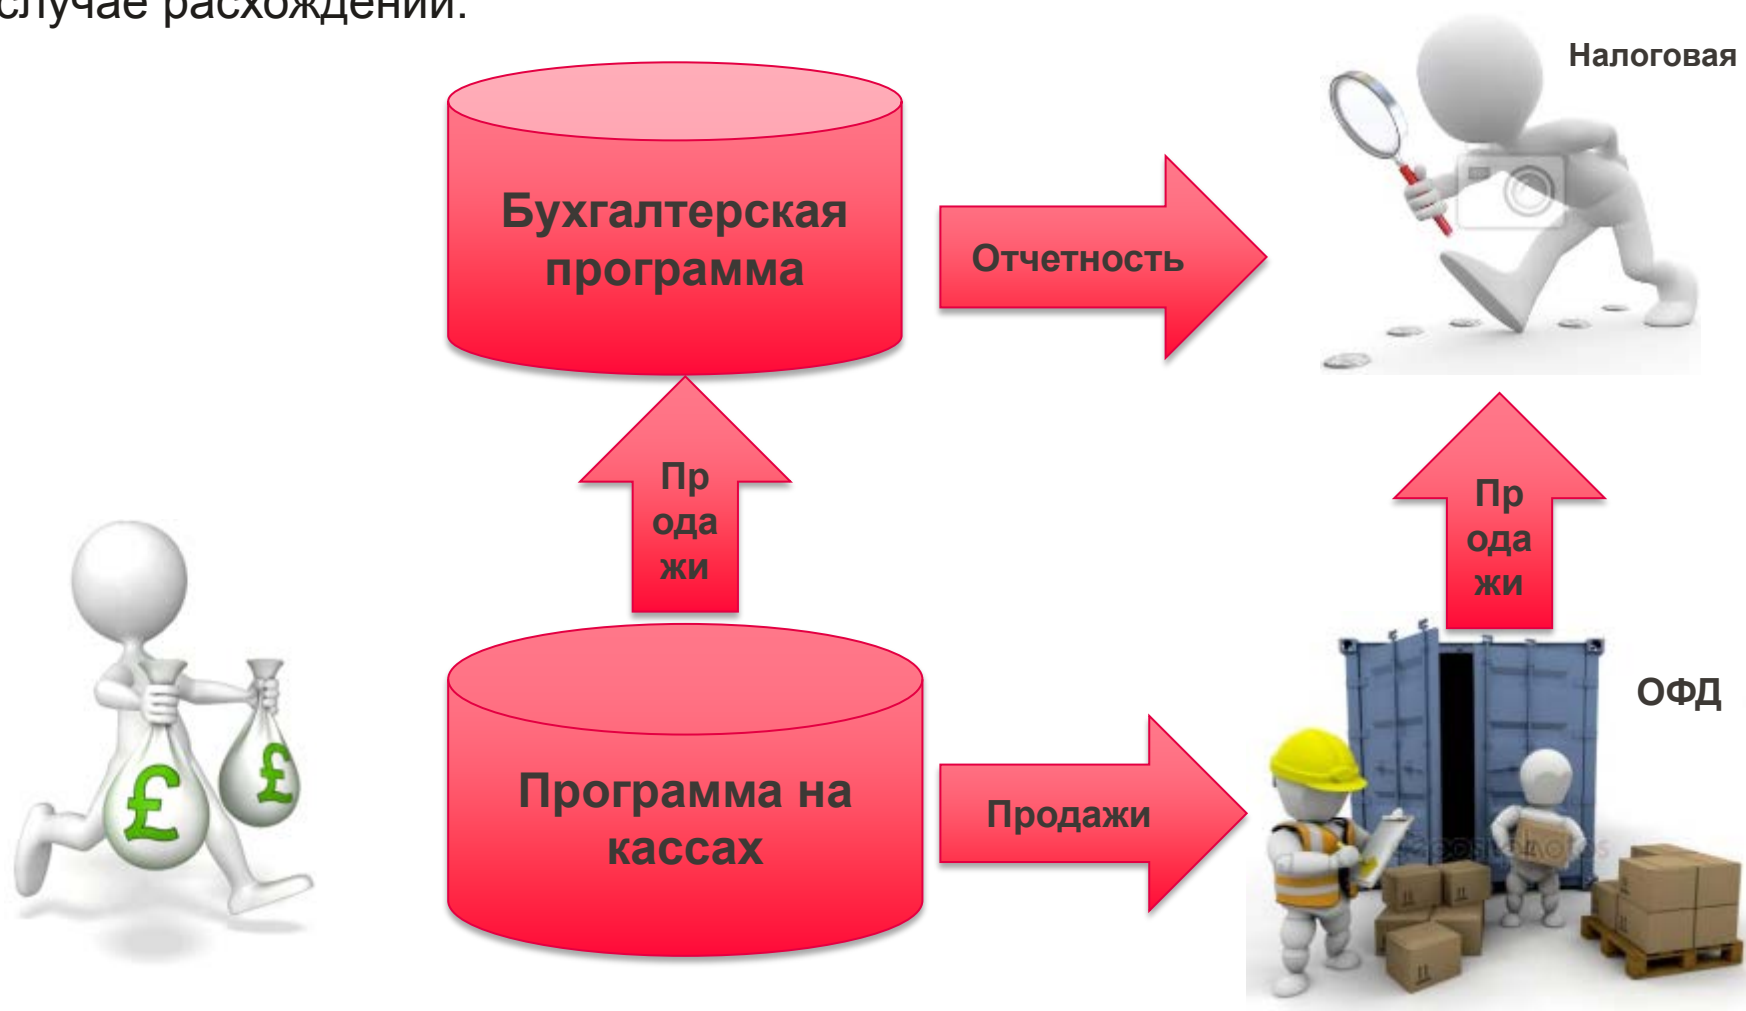 случае расхождений.
Налоговая
Бухгалтерская
программа
Отчетность
Пр
ода
жи
Пр
ода
жи
ОФД
Программа на
кассах
Продажи
£
£